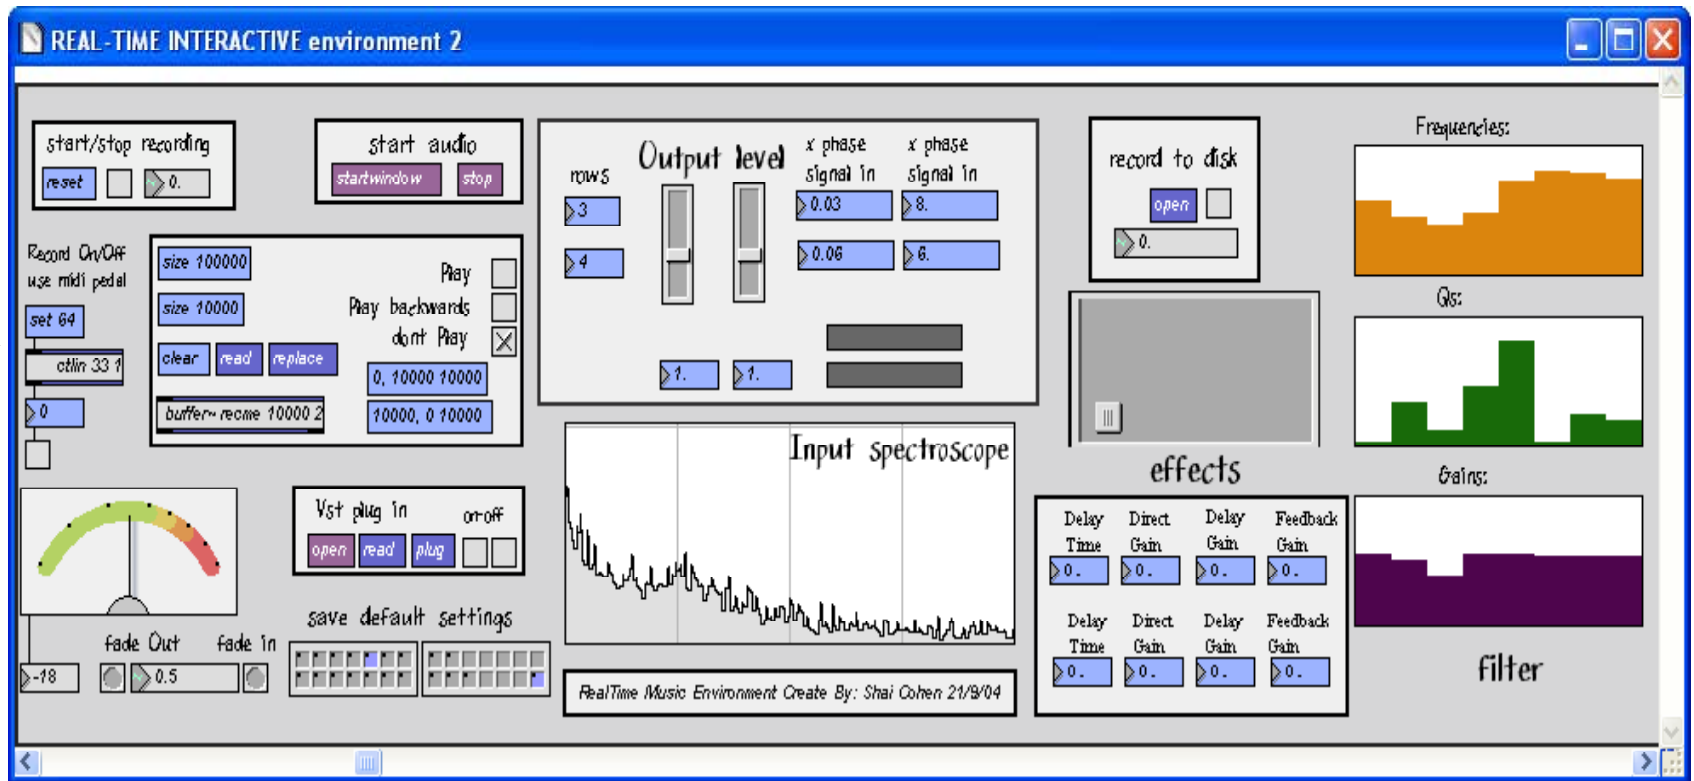 REAL-TIME INTERACTIVE environment 2
start/stop recording
reset
0.
start audio
startwindow
stop
Record On/Off
use midi pedal
set 64
ctlin 33 1
0
size 100000
size 10000
clear
read
replace
buffer~ recme 10000 2
Play
Play backwards
dont Play
0, 10000 10000
10000, 0 10000
Output level
rows
3
4
x phase
signal in
0.03
0.06
x phase
signal in
8.
6.
1.
1.
record to disk
open
0.
Frequencies:
Qs:
Gains:
filter
Input spectroscope
effects
Delay
Time
Direct
Gain
Delay
Gain
Feedback
Gain
0.
0.
0.
0.
Delay
Time
Direct
Gain
Delay
Gain
Feedback
Gain
0.
0.
0.
0.
Vst plug in
on-off
open
read
plug
save default settings
fade Out
fade in
-18
0.5
RealTime Music Environment Create By: Shai Cohen 21/9/04